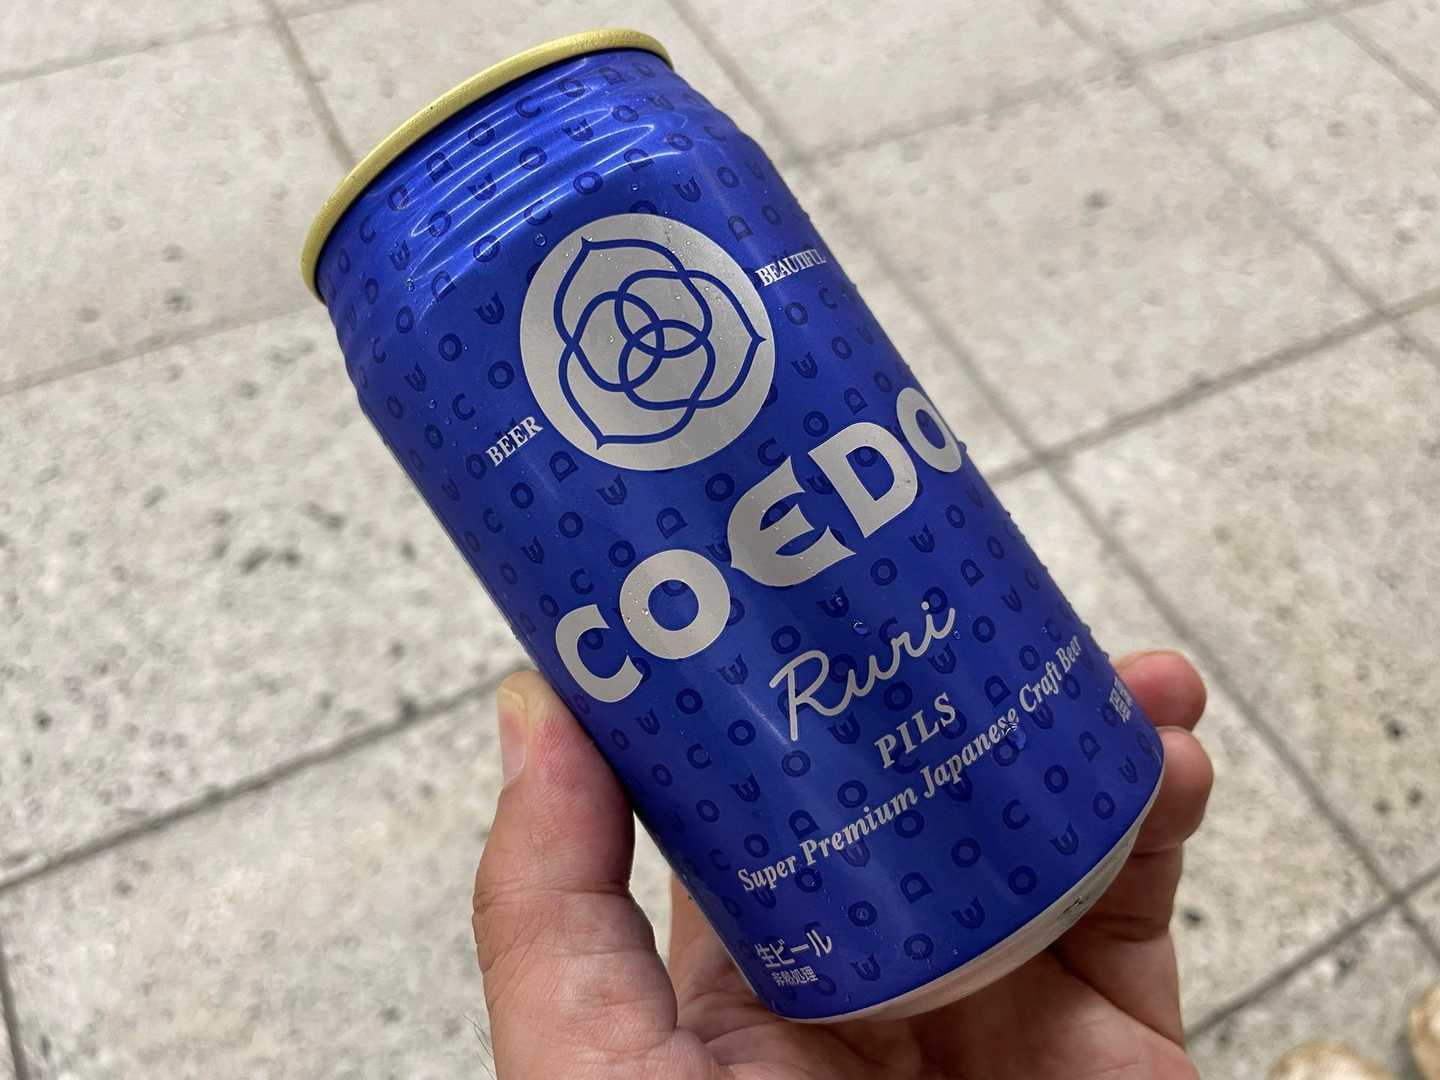 BEER
BEAUTIFUL
COEDO
Ruri
PILS
Super Premium Japanese Craft Beer
生ビール
非熱処理